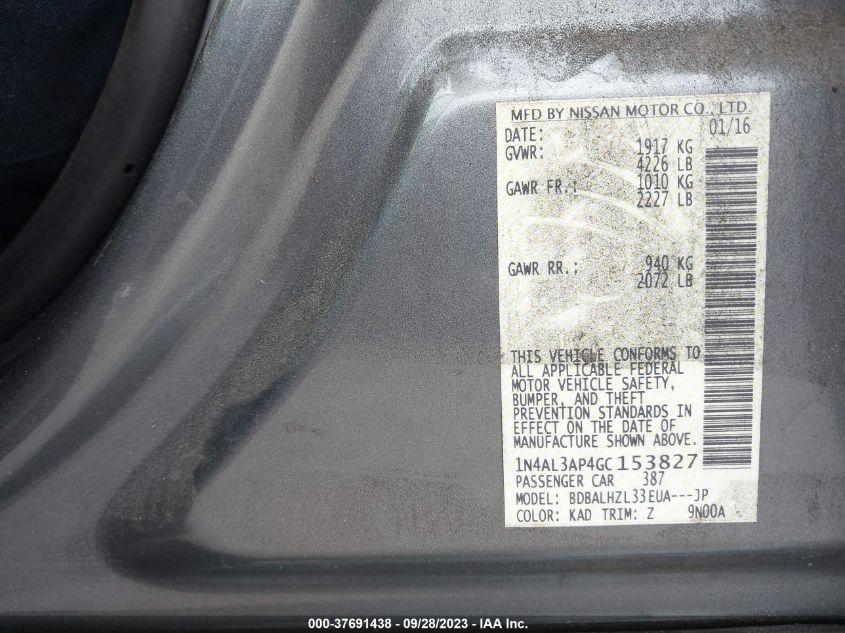 MFD BY NISSAN MOTOR CO., LTD.
DATE: 01/16
GVWR: 1917 KG
4226 LB
GAWR FR.: 1010 KG
2227 LB
GAWR RR.: 940 KG
2072 LB
THIS VEHICLE CONFORMS TO
ALL APPLICABLE FEDERAL
MOTOR VEHICLE SAFETY,
BUMPER, AND THEFT
PREVENTION STANDARDS IN
EFFECT ON THE DATE OF
MANUFACTURE SHOWN ABOVE.
1N4AL3AP4GC153827
PASSENGER CAR 387
MODEL: BDBALHZL33EUA---JP
COLOR: KAD TRIM: Z 9N00A
000-37691438 - 09/28/2023 - IAA Inc.